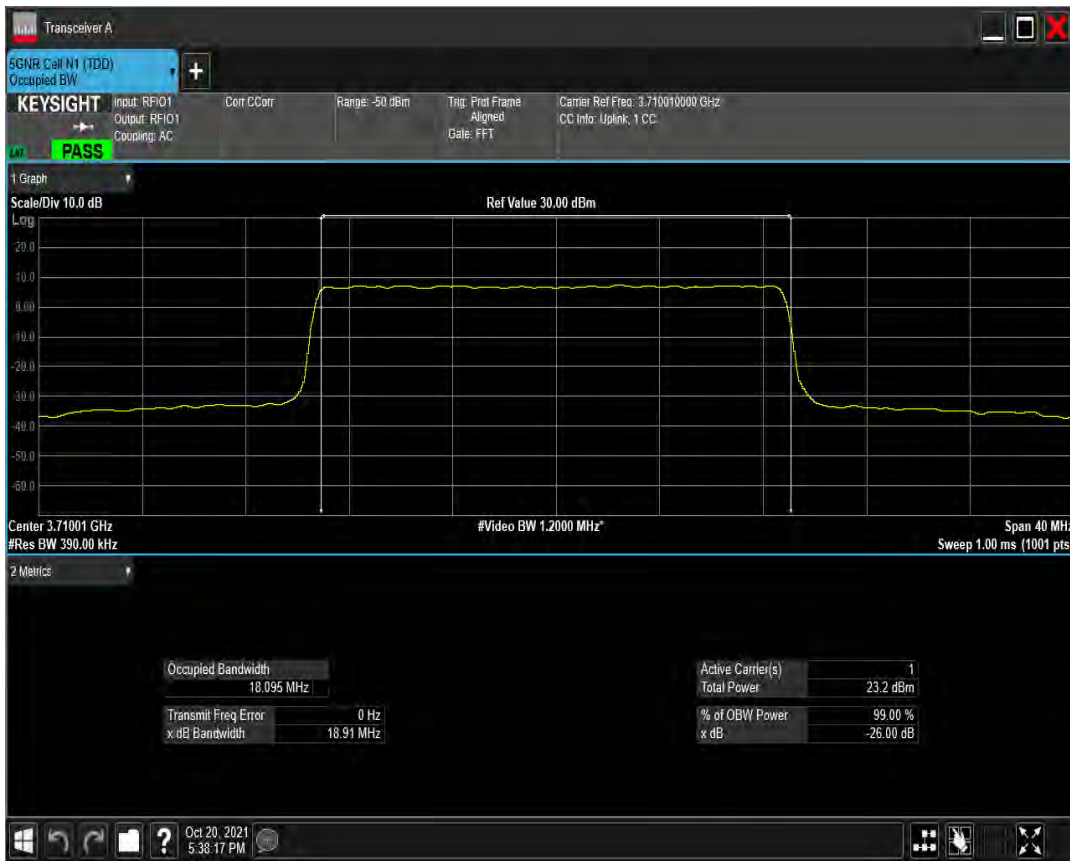 Transceiver A
5GNR Cell N1 (TDD)
Occupied BW
+
KEYSIGHT
Input: RFIO1
Output: RFIO1
Coupling: AC
Corr CCorr
Range: -50 dBm
Trig: Prot Frame
Aligned
Gate: FFT
Carrier Ref Freq: 3.710010000 GHz
CC Info: Uplink, 1 CC
PASS
1 Graph
Scale/Div 10.0 dB
Ref Value 30.00 dBm
Log
20.0
10.0
0.00
-10.0
-20.0
-30.0
-40.0
-50.0
-60.0
Center 3.71001 GHz
#Video BW 1.2000 MHz*
Span 40 MHz
#Res BW 390.00 kHz
Sweep 1.00 ms (1001 pts
2 Metrics
Occupied Bandwidth
18.095 MHz
Transmit Freq Error 0 Hz
x dB Bandwidth 18.91 MHz
Active Carrier(s) 1
Total Power 23.2 dBm
% of OBW Power 99.00 %
x dB -26.00 dB
?
Oct 20, 2021
5:38:17 PM